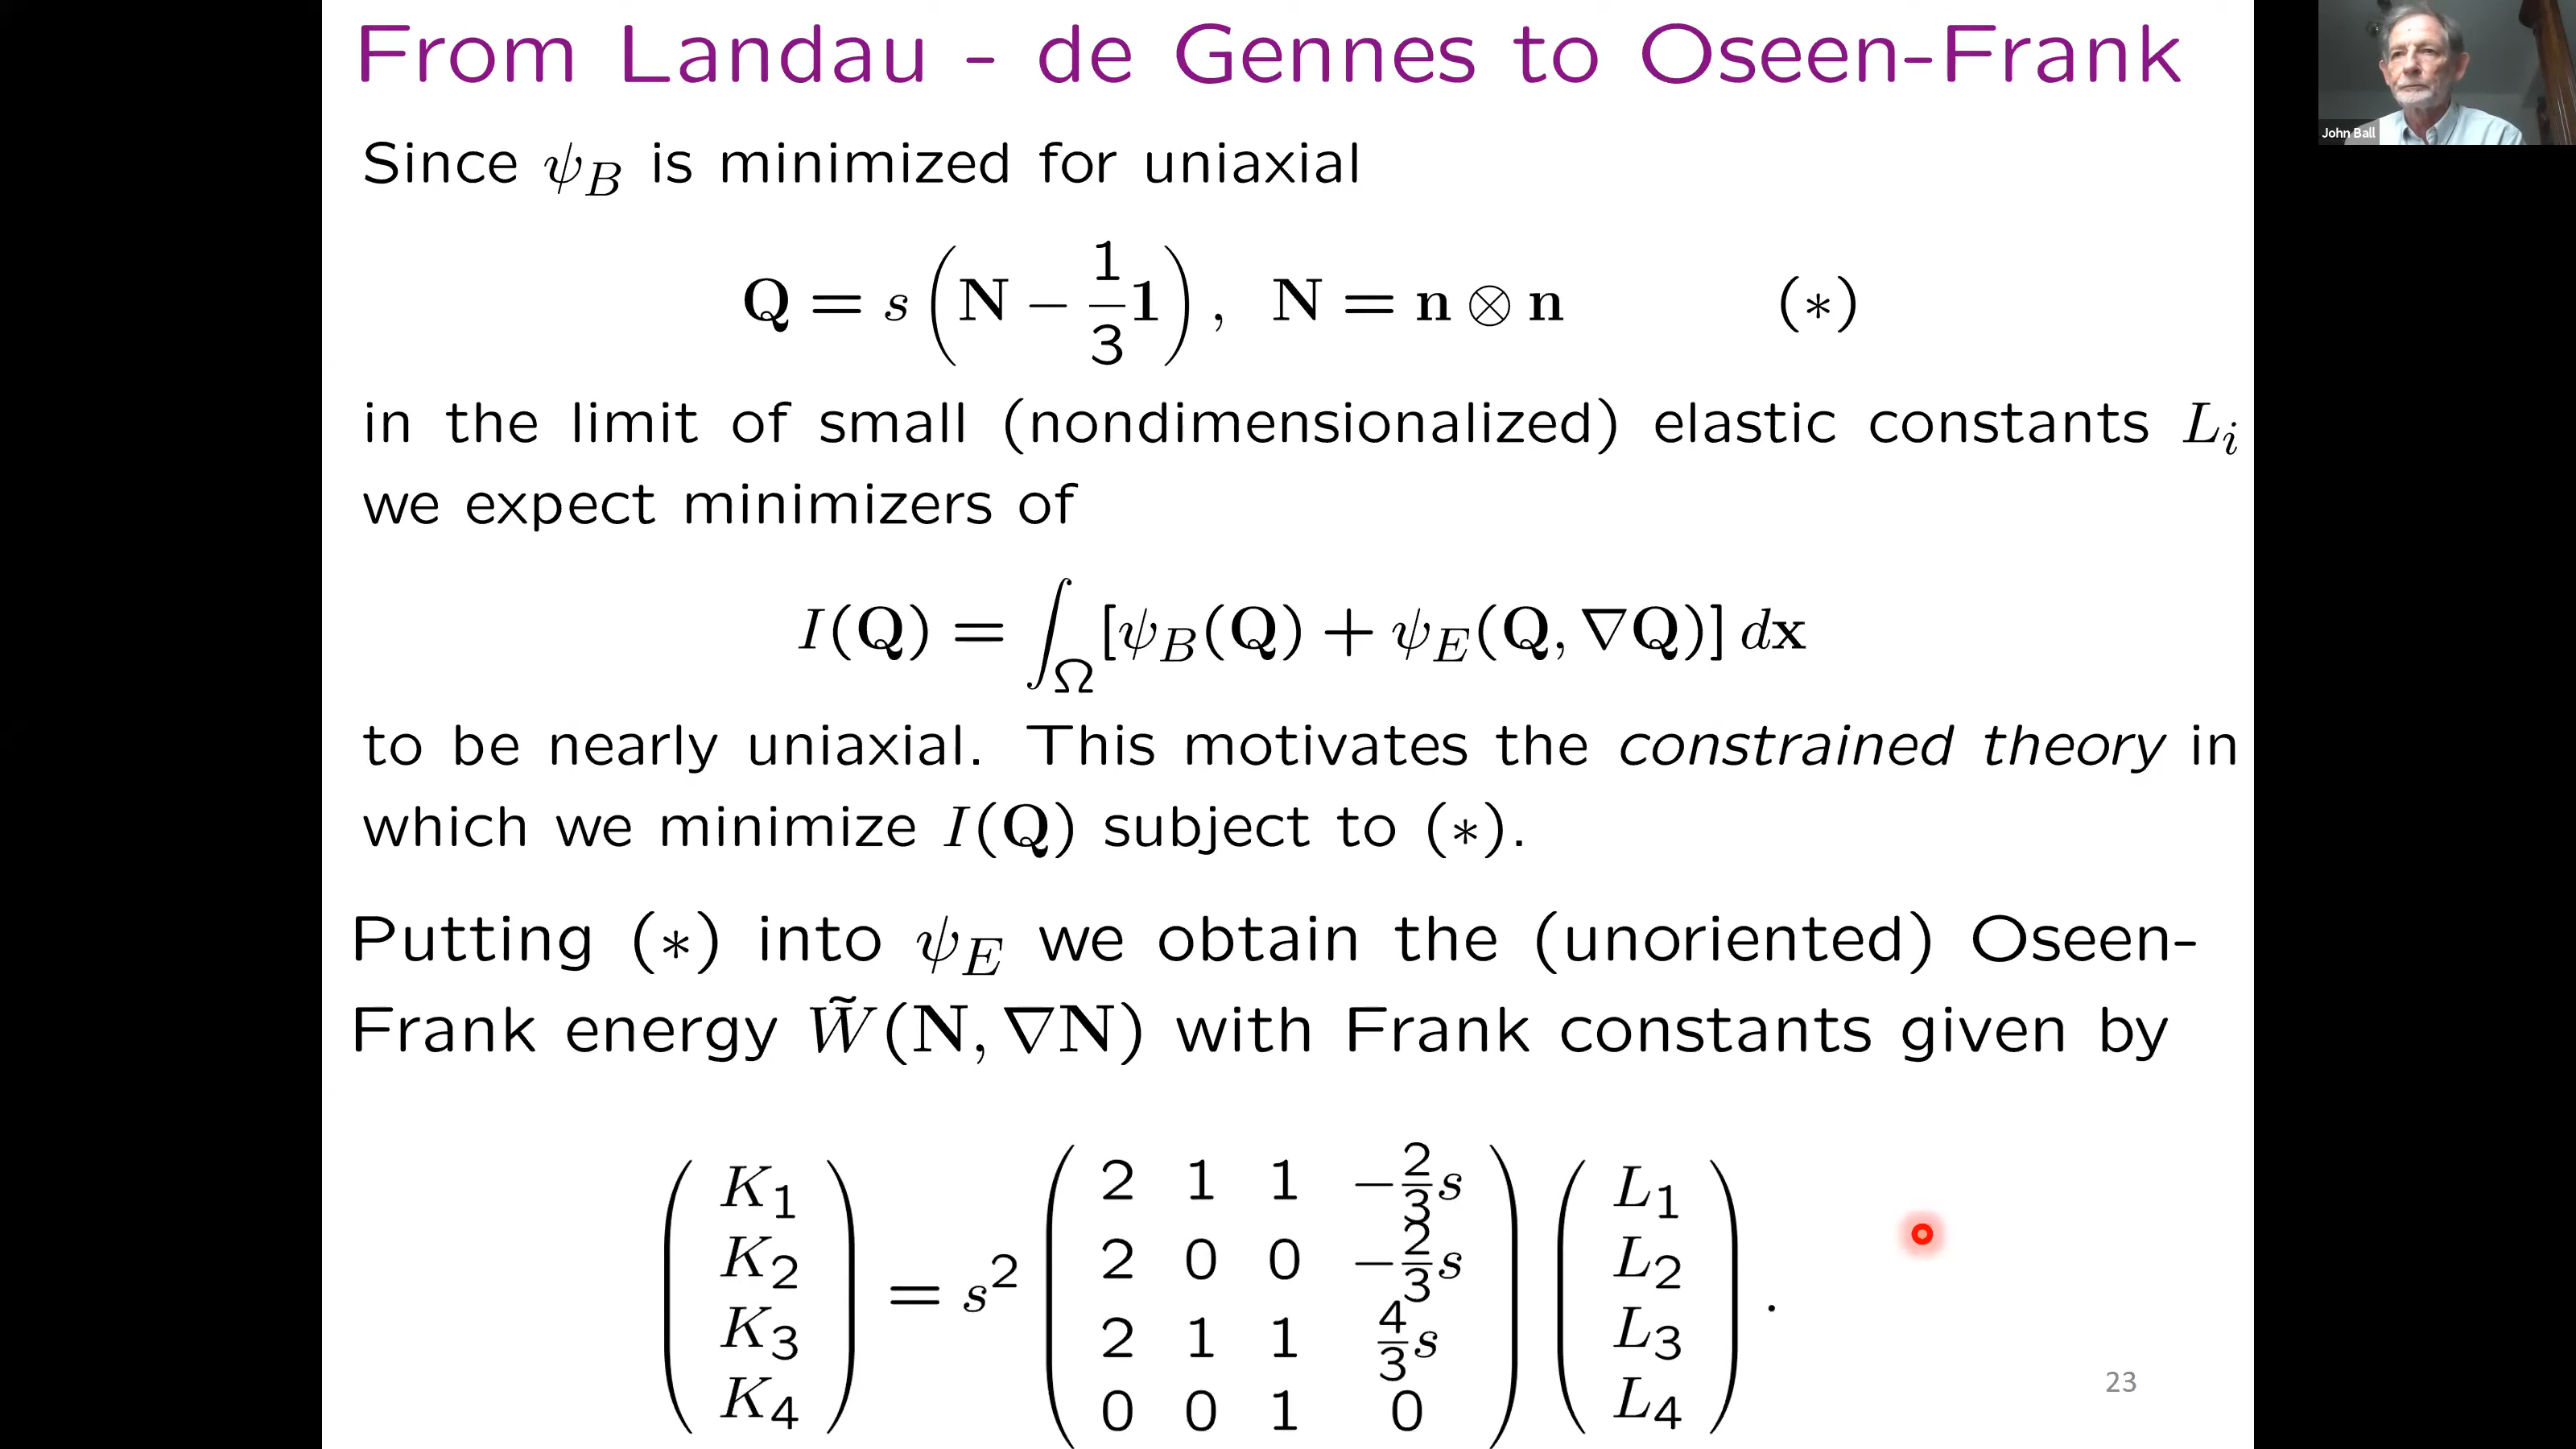 From Landau - de Gennes to Oseen-Frank
John Ball
Since ψ_B is minimized for uniaxial
Q = s ( N − 1/3 1 ) , N = n ⊗ n (∗)
in the limit of small (nondimensionalized) elastic constants L_i
we expect minimizers of
I(Q) = ∫_Ω [ψ_B(Q) + ψ_E(Q, ∇Q)] dx
to be nearly uniaxial. This motivates the constrained theory in
which we minimize I(Q) subject to (∗).
Putting (∗) into ψ_E we obtain the (unoriented) Oseen-
Frank energy W̃(N, ∇N) with Frank constants given by
( K_1 K_2 K_3 K_4 ) = s^2 ( 2 1 1 −2/3 s
2 0 0 −2/3 s
2 1 1 4/3 s
0 0 1 0 ) ( L_1 L_2 L_3 L_4 ) .
23